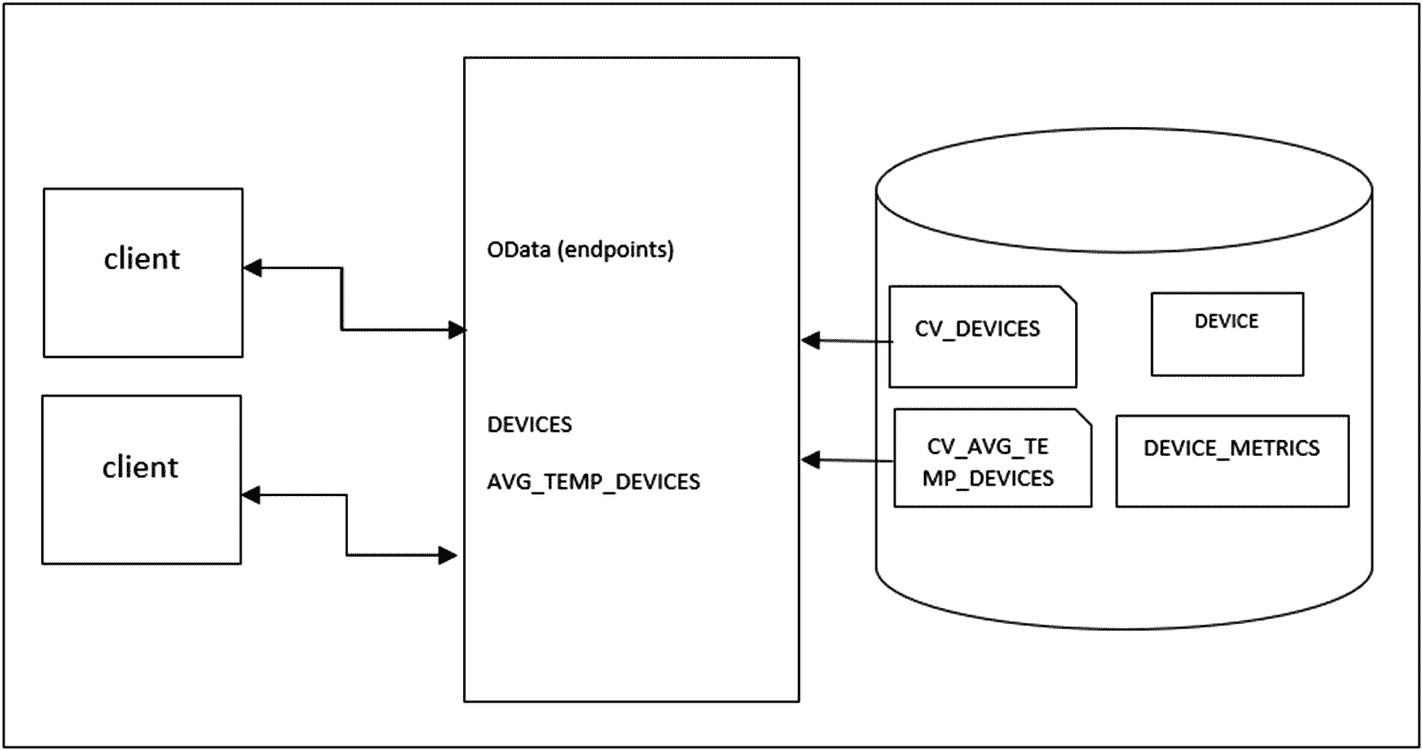 client
client
OData (endpoints)
DEVICES
AVG_TEMP_DEVICES
CV_DEVICES
DEVICE
CV_AVG_TE
MP_DEVICES
DEVICE_METRICS